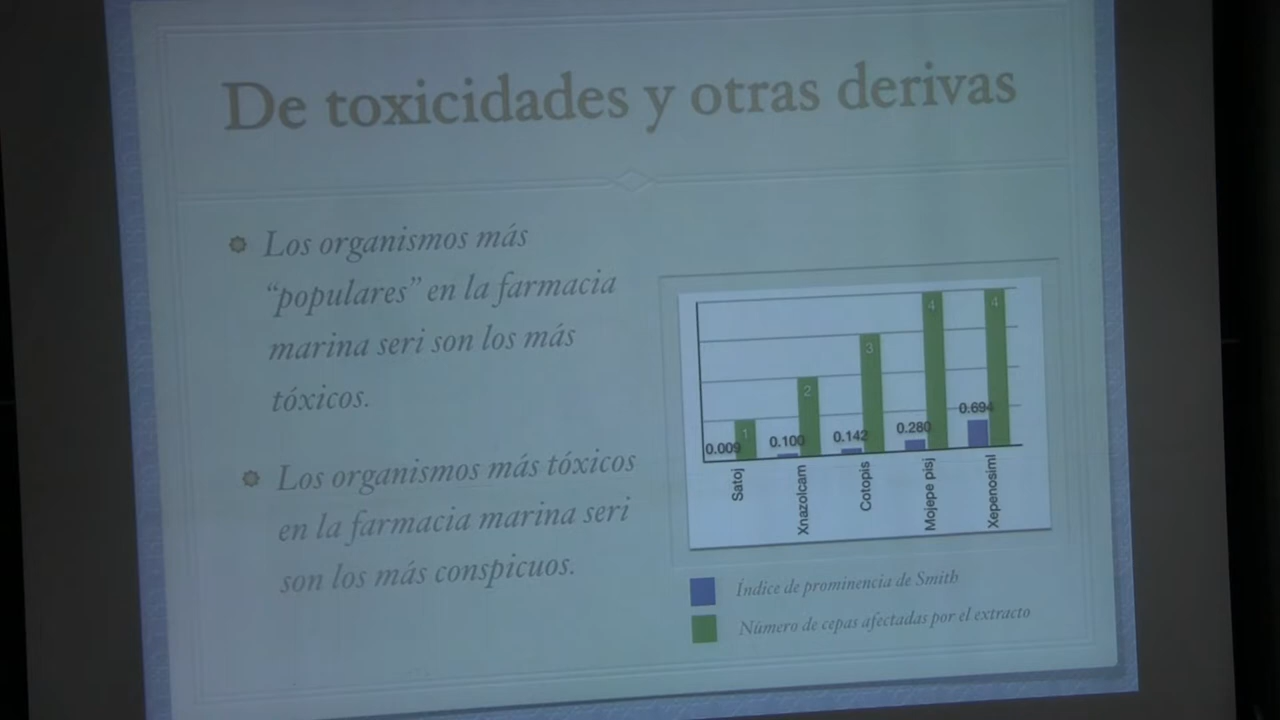 De toxicidades y otras derivas
Los organismos más
“populares” en la farmacia
marina seri son los más
tóxicos.
Los organismos más tóxicos
en la farmacia marina seri
son los más conspicuos.
0.009 1 0.100 2 0.142 3 0.280 4 0.694 4
Satoj
Xnazolcam
Cotopis
Mojepe pisj
Xepenosiml
Índice de prominencia de Smith
Número de cepas afectadas por el extracto